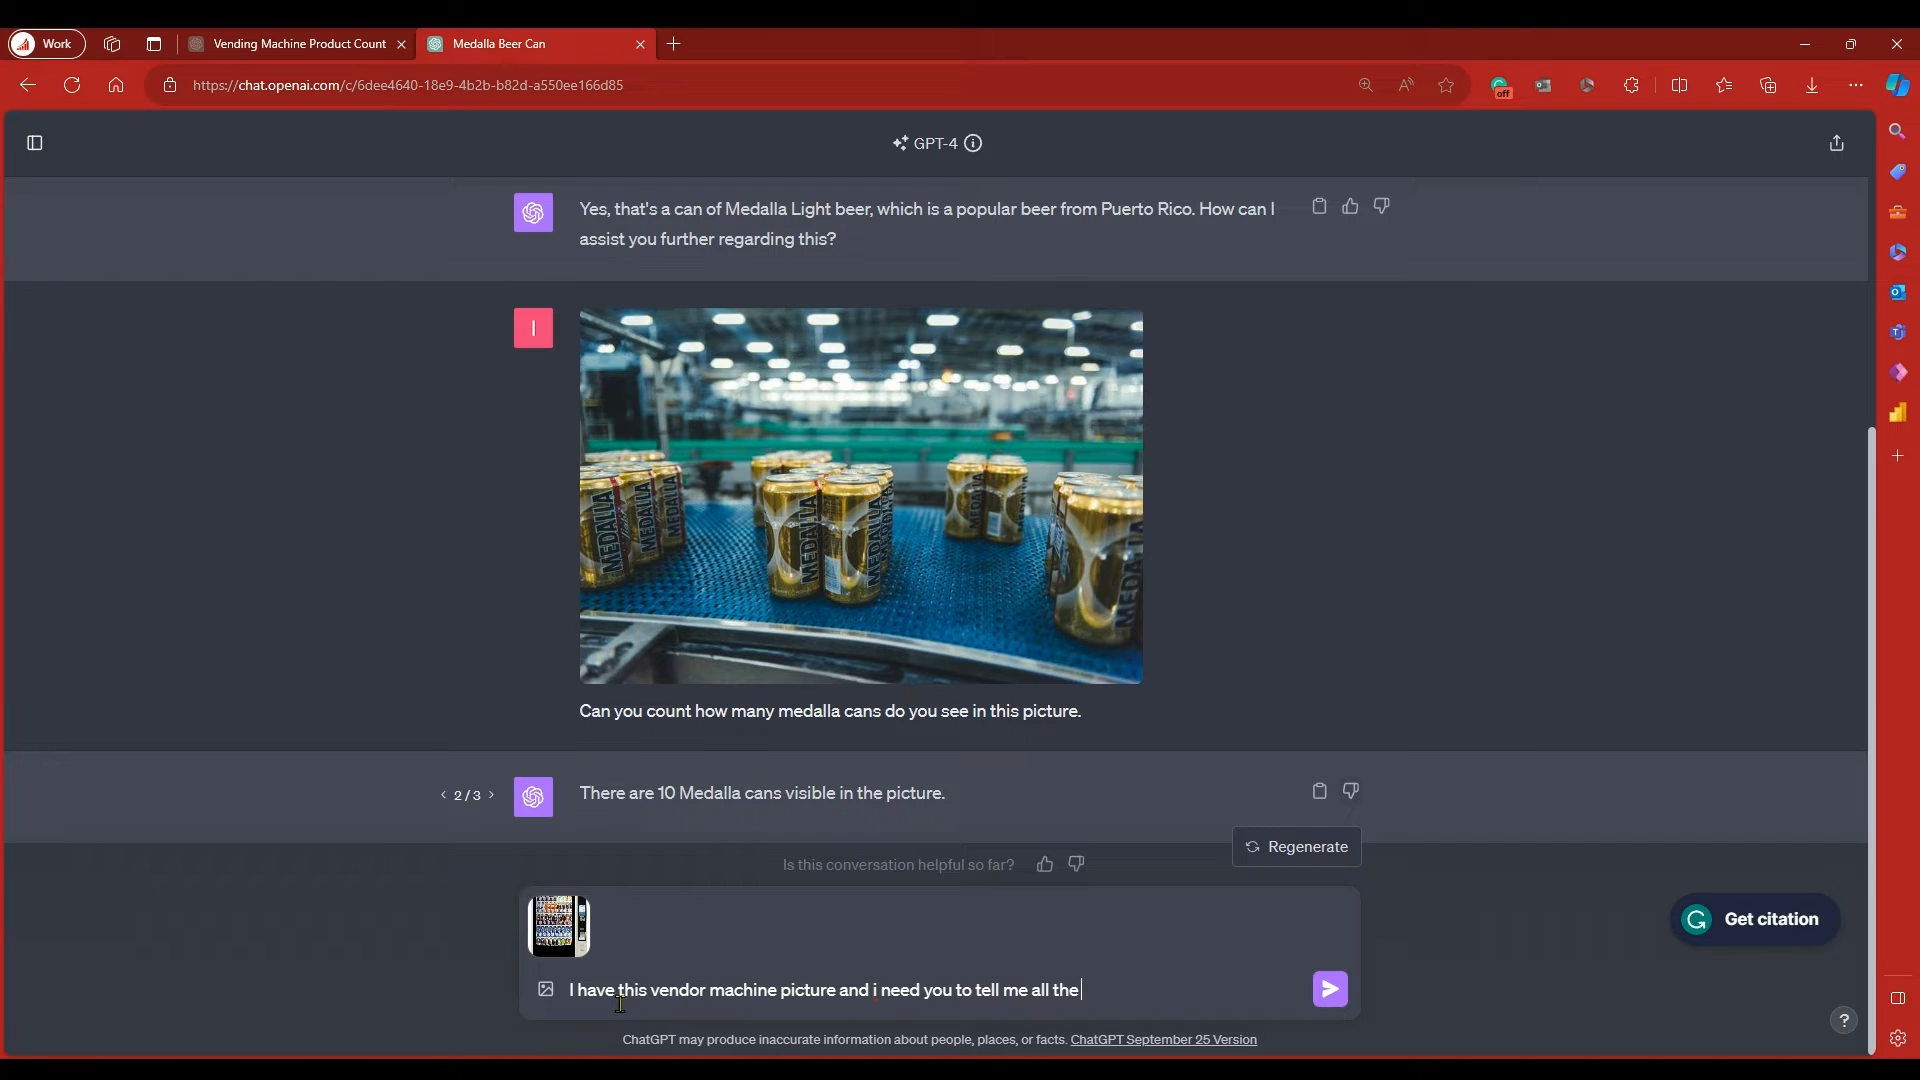 Work
Vending Machine Product Count
Medalla Beer Can
https://chat.openai.com/c/6dee4640-18e9-4b2b-b82d-a550ee166d85
off
GPT-4
Yes, that's a can of Medalla Light beer, which is a popular beer from Puerto Rico. How can I
assist you further regarding this?
I
MEDALLA
MEDALLA
MEDALLA
MEDALLA
MEDALLA
MEDALLA
Can you count how many medalla cans do you see in this picture.
2 / 3
There are 10 Medalla cans visible in the picture.
Regenerate
Is this conversation helpful so far?
Get citation
I have this vendor machine picture and i need you to tell me all the
ChatGPT may produce inaccurate information about people, places, or facts. ChatGPT September 25 Version
?